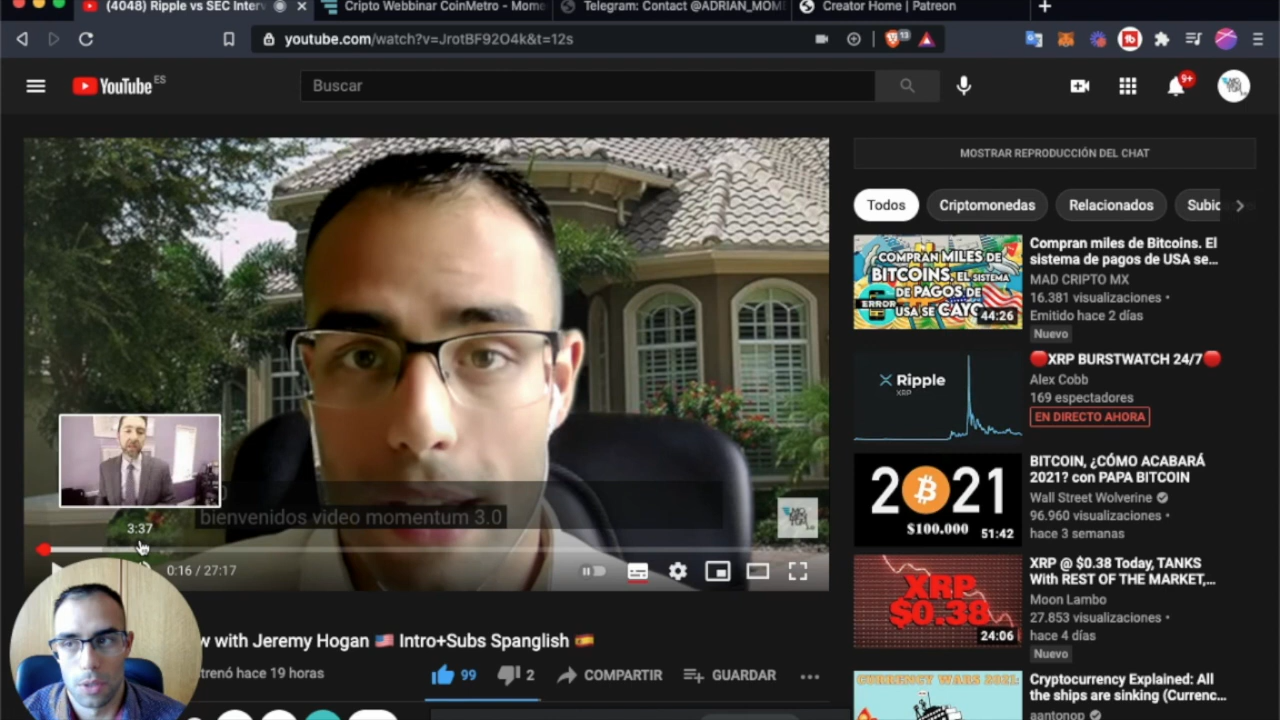 (4048) Ripple vs SEC Interv
Cripto Webbinar CoinMetro - Mome
Telegram: Contact @ADRIAN_MOM
Creator Home | Patreon
youtube.com/watch?v=JrotBF92O4k&t=12s
13
YouTube ES
Buscar
9+
MOSTRAR REPRODUCCIÓN DEL CHAT
Todos
Criptomonedas
Relacionados
Subic
COMPRAN MILES DE
BITCOINS, EL SISTEMA
DE PAGOS DE
ERROR
USA SE CAYÓ
44:26
Compran miles de Bitcoins. El
sistema de pagos de USA se...
MAD CRIPTO MX
16.381 visualizaciones •
Emitido hace 2 días
Nuevo
Ripple
XRP
🔴XRP BURSTWATCH 24/7🔴
Alex Cobb
169 espectadores
EN DIRECTO AHORA
2021
$100.000
51:42
BITCOIN, ¿CÓMO ACABARÁ
2021? con PAPA BITCOIN
Wall Street Wolverine
96.960 visualizaciones •
hace 3 semanas
XRP
$0.38
24:06
XRP @ $0.38 Today, TANKS
With REST OF THE MARKET,...
Moon Lambo
27.853 visualizaciones •
hace 4 días
Nuevo
CURRENCY WARS 2021:
Cryptocurrency Explained: All
the ships are sinking (Currenc...
aantonop
bienvenidos video momentum 3.0
3:37
0:16 / 27:17
w with Jeremy Hogan 🇺🇸 Intro+Subs Spanglish 🇪🇸
trenó hace 19 horas
99
2
COMPARTIR
GUARDAR